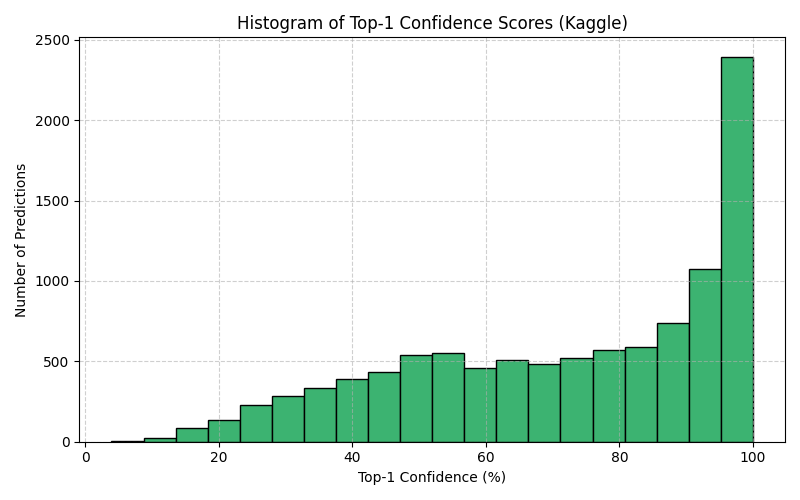 Histogram of Top-1 Confidence Scores (Kaggle)
2500
2000
1500
1000
500
0
Number of Predictions
0 20 40 60 80 100
Top-1 Confidence (%)